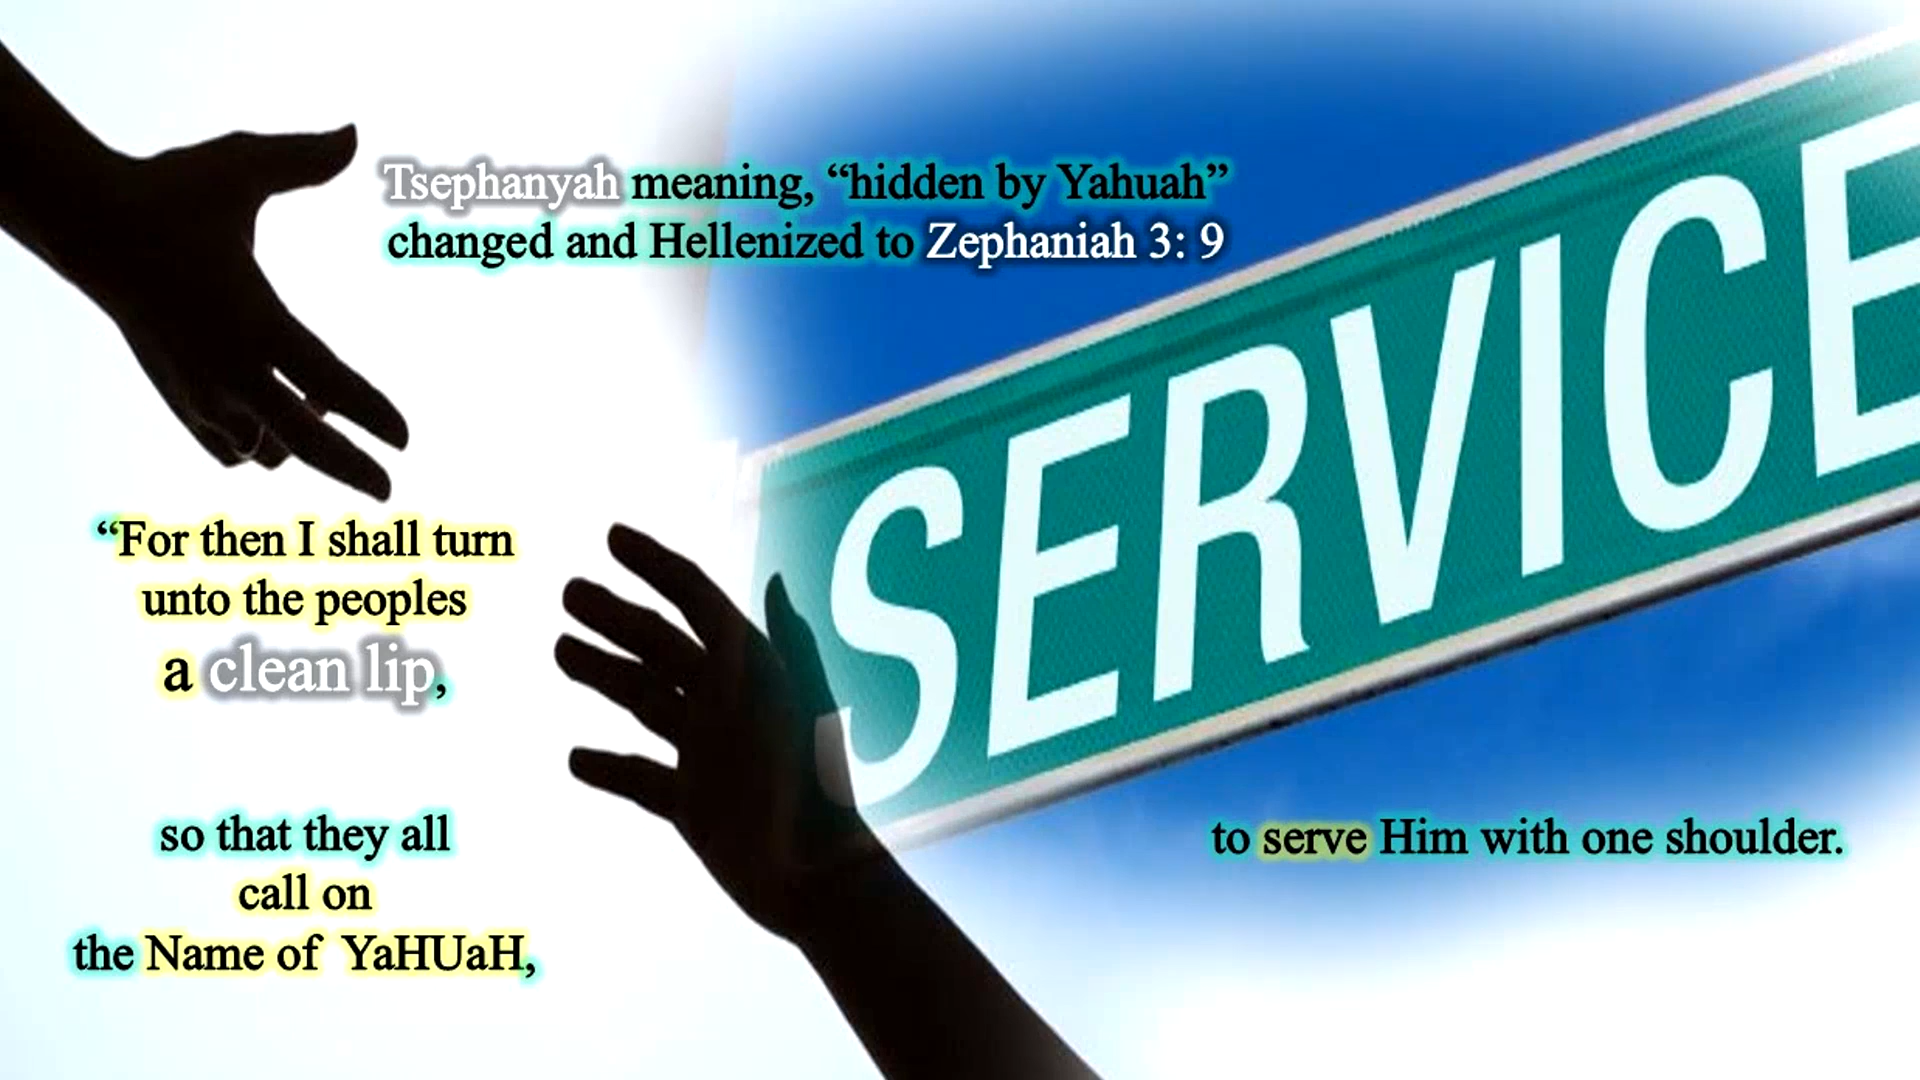 Tsephanyah meaning, “hidden by Yahuah”
changed and Hellenized to Zephaniah 3: 9
SERVICE
“For then I shall turn
unto the peoples
a clean lip,
so that they all
call on
the Name of YaHUaH,
to serve Him with one shoulder.